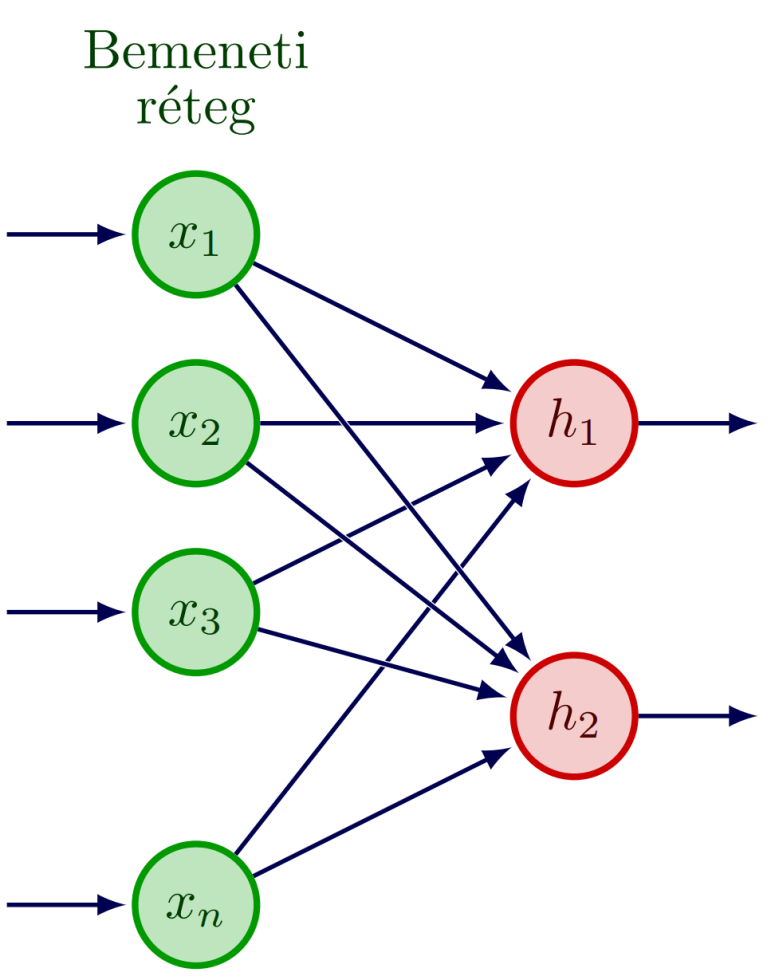 Bemeneti
réteg
x₁
x₂
h₁
x₃
h₂
xₙ